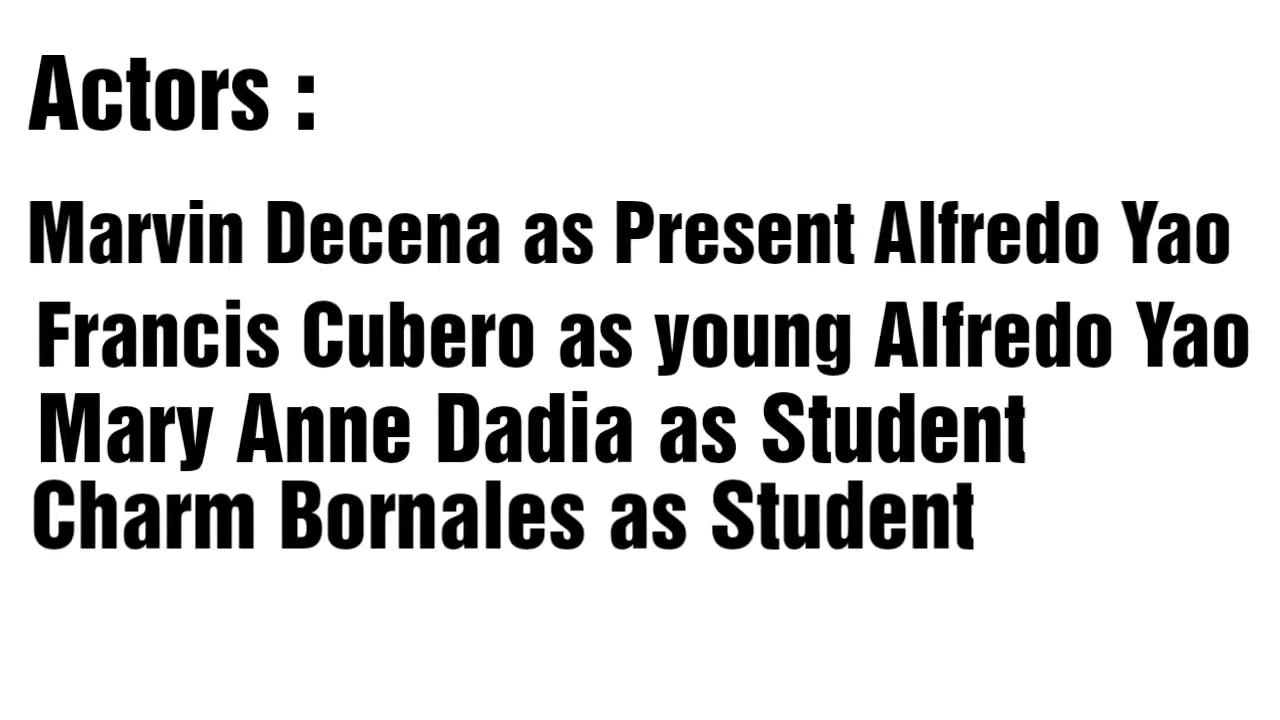 Actors :
Marvin Decena as Present Alfredo Yao
Francis Cubero as young Alfredo Yao
Mary Anne Dadia as Student
Charm Bornales as Student